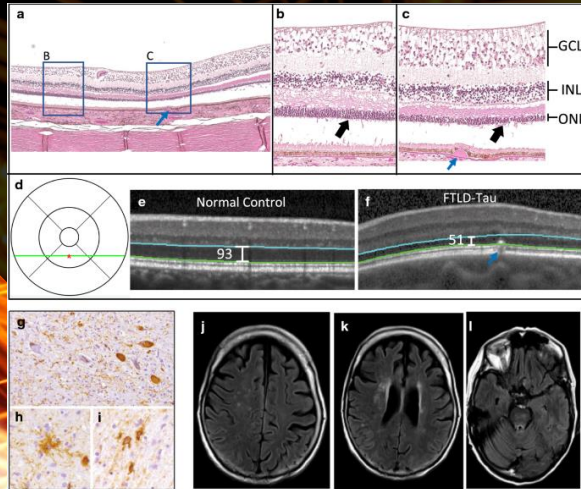 a
B
C
b
c
GCL
INL
ONL
d
e
Normal Control
93
f
FTLD-Tau
51
g
h
i
j
k
l